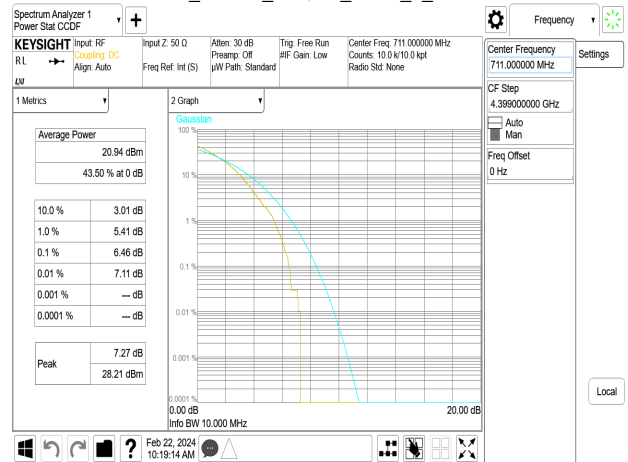 Spectrum Analyzer 1
Power Stat CCDF
Frequency
KEYSIGHT
RL
Input: RF
Coupling: DC
Align: Auto
Input Z: 50 Ω
Freq Ref: Int (S)
Atten: 30 dB
Preamp: Off
µW Path: Standard
Trig: Free Run
#IF Gain: Low
Center Freq: 711.000000 MHz
Counts: 10.0 k/10.0 kpt
Radio Std: None
Center Frequency
711.000000 MHz
Settings
CF Step
4.399000000 GHz
Auto
Man
Freq Offset
0 Hz
Local
1 Metrics
Average Power
20.94 dBm
43.50 % at 0 dB
10.0 % 3.01 dB
1.0 % 5.41 dB
0.1 % 6.46 dB
0.01 % 7.11 dB
0.001 % --- dB
0.0001 % --- dB
Peak
7.27 dB
28.21 dBm
2 Graph
Gaussian
100 %
10 %
1 %
0.1 %
0.01 %
0.001 %
0.0001 %
0.00 dB 20.00 dB
Info BW 10.000 MHz
Feb 22, 2024
10:19:14 AM